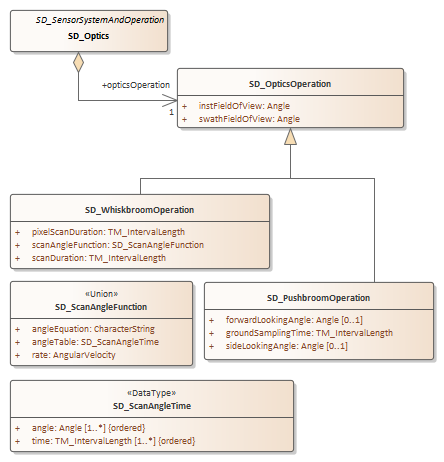 SD_SensorSystemAndOperation
SD_Optics
+opticsOperation
1
SD_OpticsOperation
+ instFieldOfView: Angle
+ swathFieldOfView: Angle
SD_WhiskbroomOperation
+ pixelScanDuration: TM_IntervalLength
+ scanAngleFunction: SD_ScanAngleFunction
+ scanDuration: TM_IntervalLength
«Union»
SD_ScanAngleFunction
+ angleEquation: CharacterString
+ angleTable: SD_ScanAngleTime
+ rate: AngularVelocity
SD_PushbroomOperation
+ forwardLookingAngle: Angle [0..1]
+ groundSamplingTime: TM_IntervalLength
+ sideLookingAngle: Angle [0..1]
«DataType»
SD_ScanAngleTime
+ angle: Angle [1..*] {ordered}
+ time: TM_IntervalLength [1..*] {ordered}